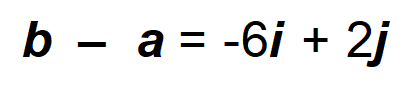 b – a = -6i + 2j